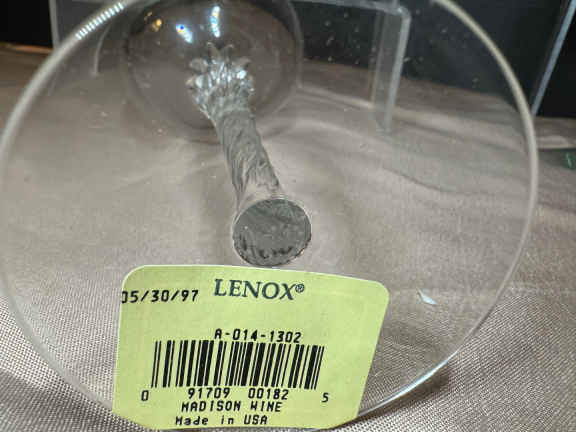 05/30/97 LENOX®
A-014-1302
0 91709 00182 5
MADISON WINE
Made in USA